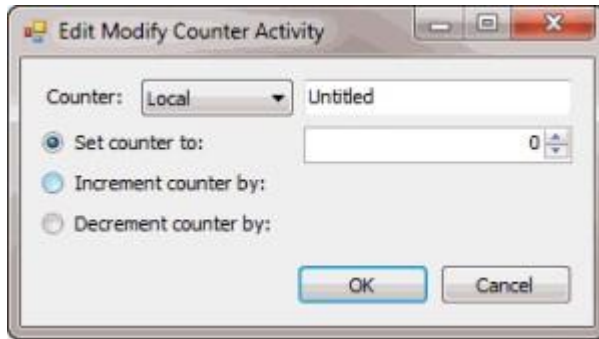 Edit Modify Counter Activity
Counter: Local Untitled
Set counter to: 0
Increment counter by:
Decrement counter by:
OK Cancel